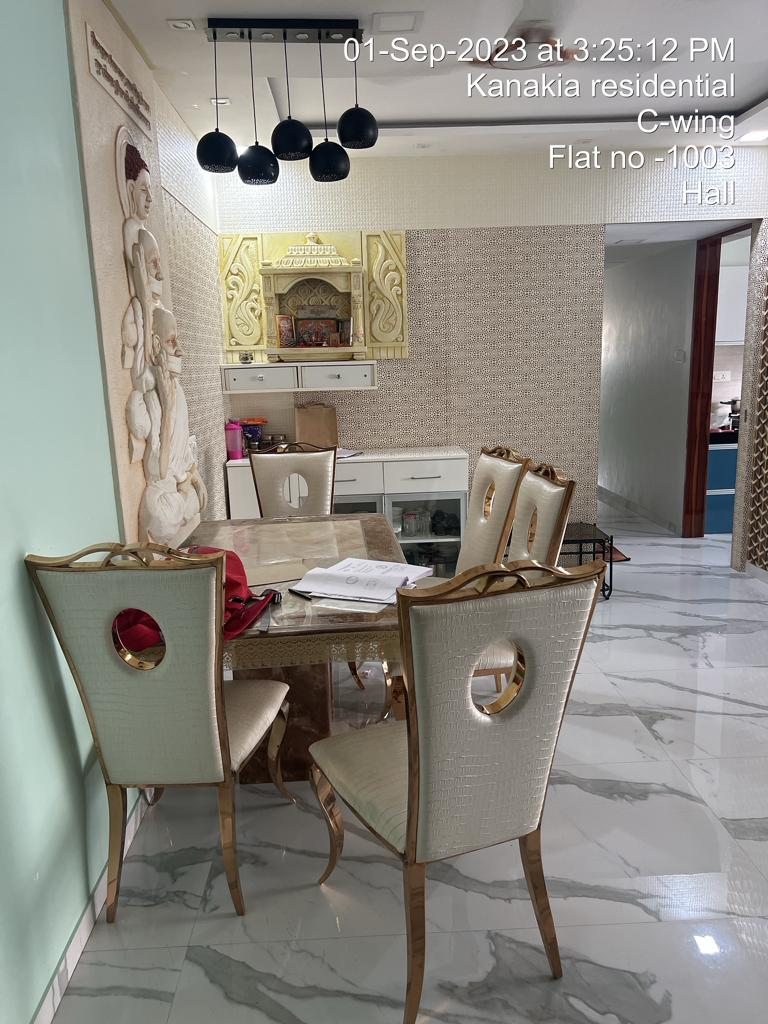 01-Sep-2023 at 3:25:12 PM
Kanakia residential
C-wing
Flat no -1003
Hall